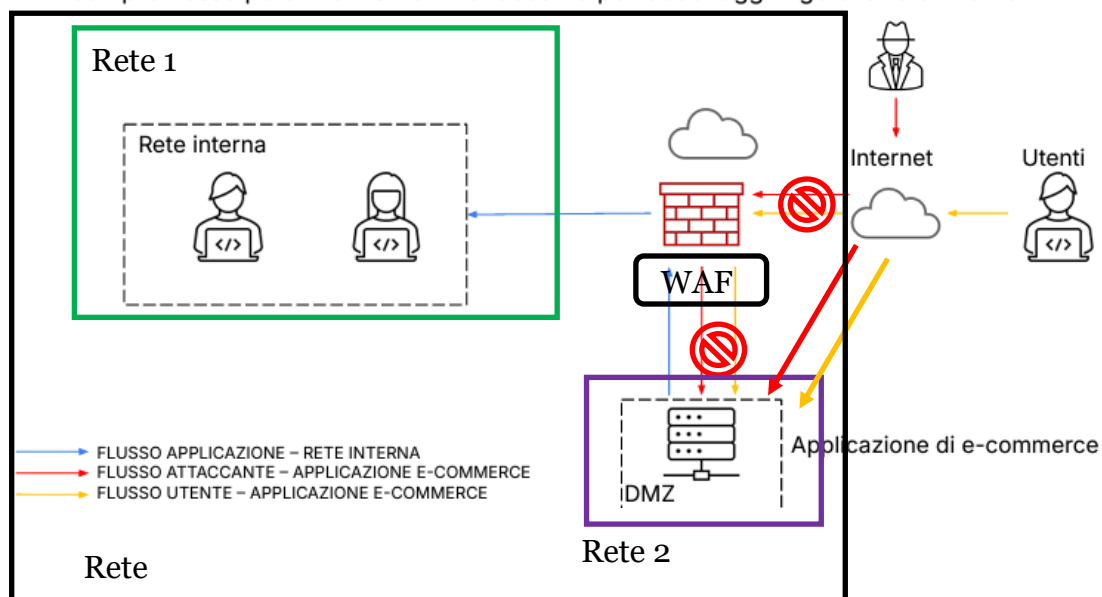 Rete 1
Rete interna
Internet
Utenti
WAF
Applicazione di e-commerce
FLUSSO APPLICAZIONE – RETE INTERNA
FLUSSO ATTACCANTE – APPLICAZIONE E-COMMERCE
FLUSSO UTENTE – APPLICAZIONE E-COMMERCE
DMZ
Rete 2
Rete